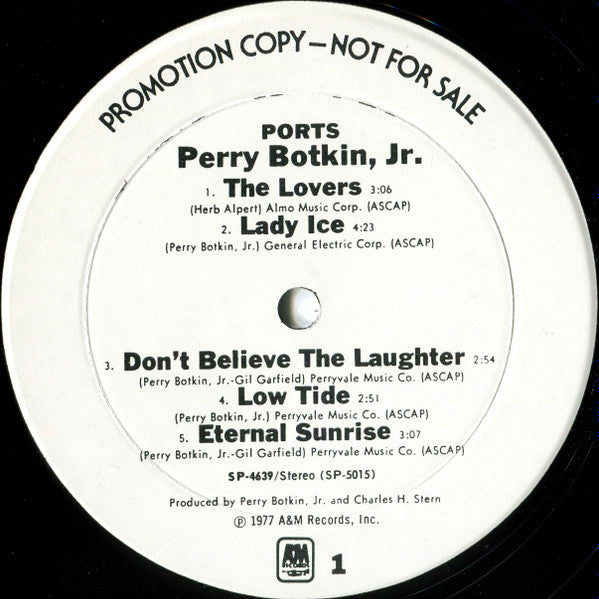 PROMOTION COPY—NOT FOR SALE
PORTS
Perry Botkin, Jr.
1. The Lovers 3:06
(Herb Alpert) Almo Music Corp. (ASCAP)
2. Lady Ice 4:23
(Perry Botkin, Jr.) General Electric Corp. (ASCAP)
3. Don't Believe The Laughter 2:54
(Perry Botkin, Jr.-Gil Garfield) Perryvale Music Co. (ASCAP)
4. Low Tide 2:51
(Perry Botkin, Jr.) Perryvale Music Co. (ASCAP)
5. Eternal Sunrise 3:07
(Perry Botkin, Jr.-Gil Garfield) Perryvale Music Co. (ASCAP)
SP-4639/Stereo (SP-5015)
Produced by Perry Botkin, Jr. and Charles H. Stern
℗ 1977 A&M Records, Inc.
A&M
RECORDS
1